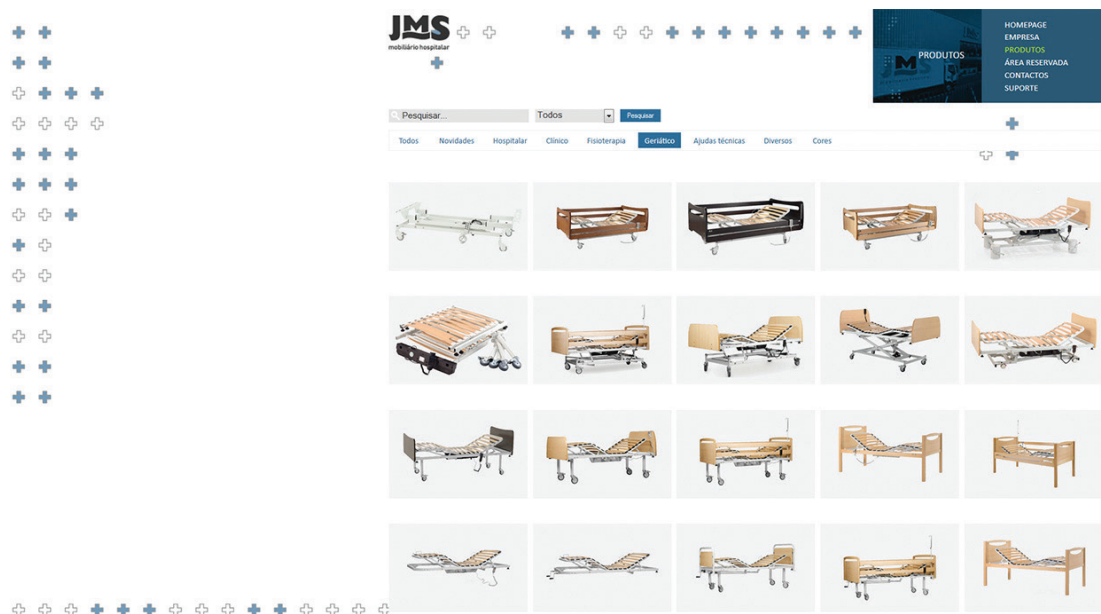 JMS
mobiliário hospitalar
PRODUTOS
HOMEPAGE
EMPRESA
PRODUTOS
ÁREA RESERVADA
CONTACTOS
SUPORTE
Pesquisar...
Todos
Pesquisar
Todos Novidades Hospitalar Clínico Fisioterapia Geriático Ajudas técnicas Diversos Cores